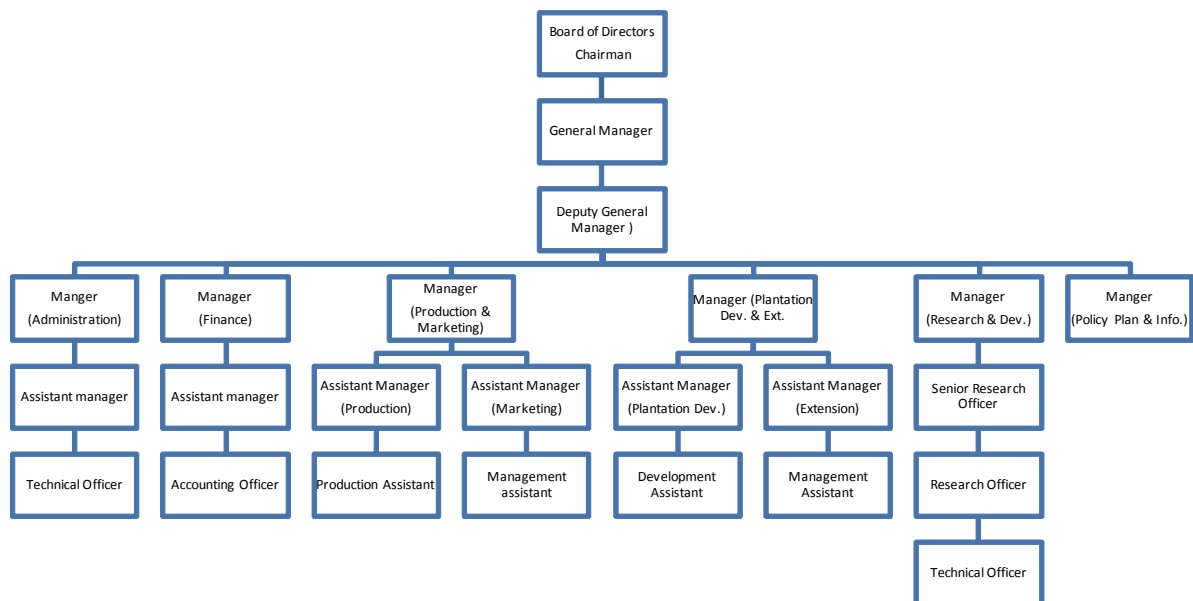 Board of Directors
Chairman
General Manager
Deputy General
Manager )
Manger
(Administration)
Manager
(Finance)
Manager
(Production &
Marketing)
Manager (Plantation
Dev. & Ext.
Manager
(Research & Dev.)
Manger
(Policy Plan & Info.)
Assistant manager
Assistant manager
Assistant Manager
(Production)
Assistant Manager
(Marketing)
Assistant Manager
(Plantation Dev.)
Assistant Manager
(Extension)
Senior Research
Officer
Technical Officer
Accounting Officer
Production Assistant
Management
assistant
Development
Assistant
Management
Assistant
Research Officer
Technical Officer